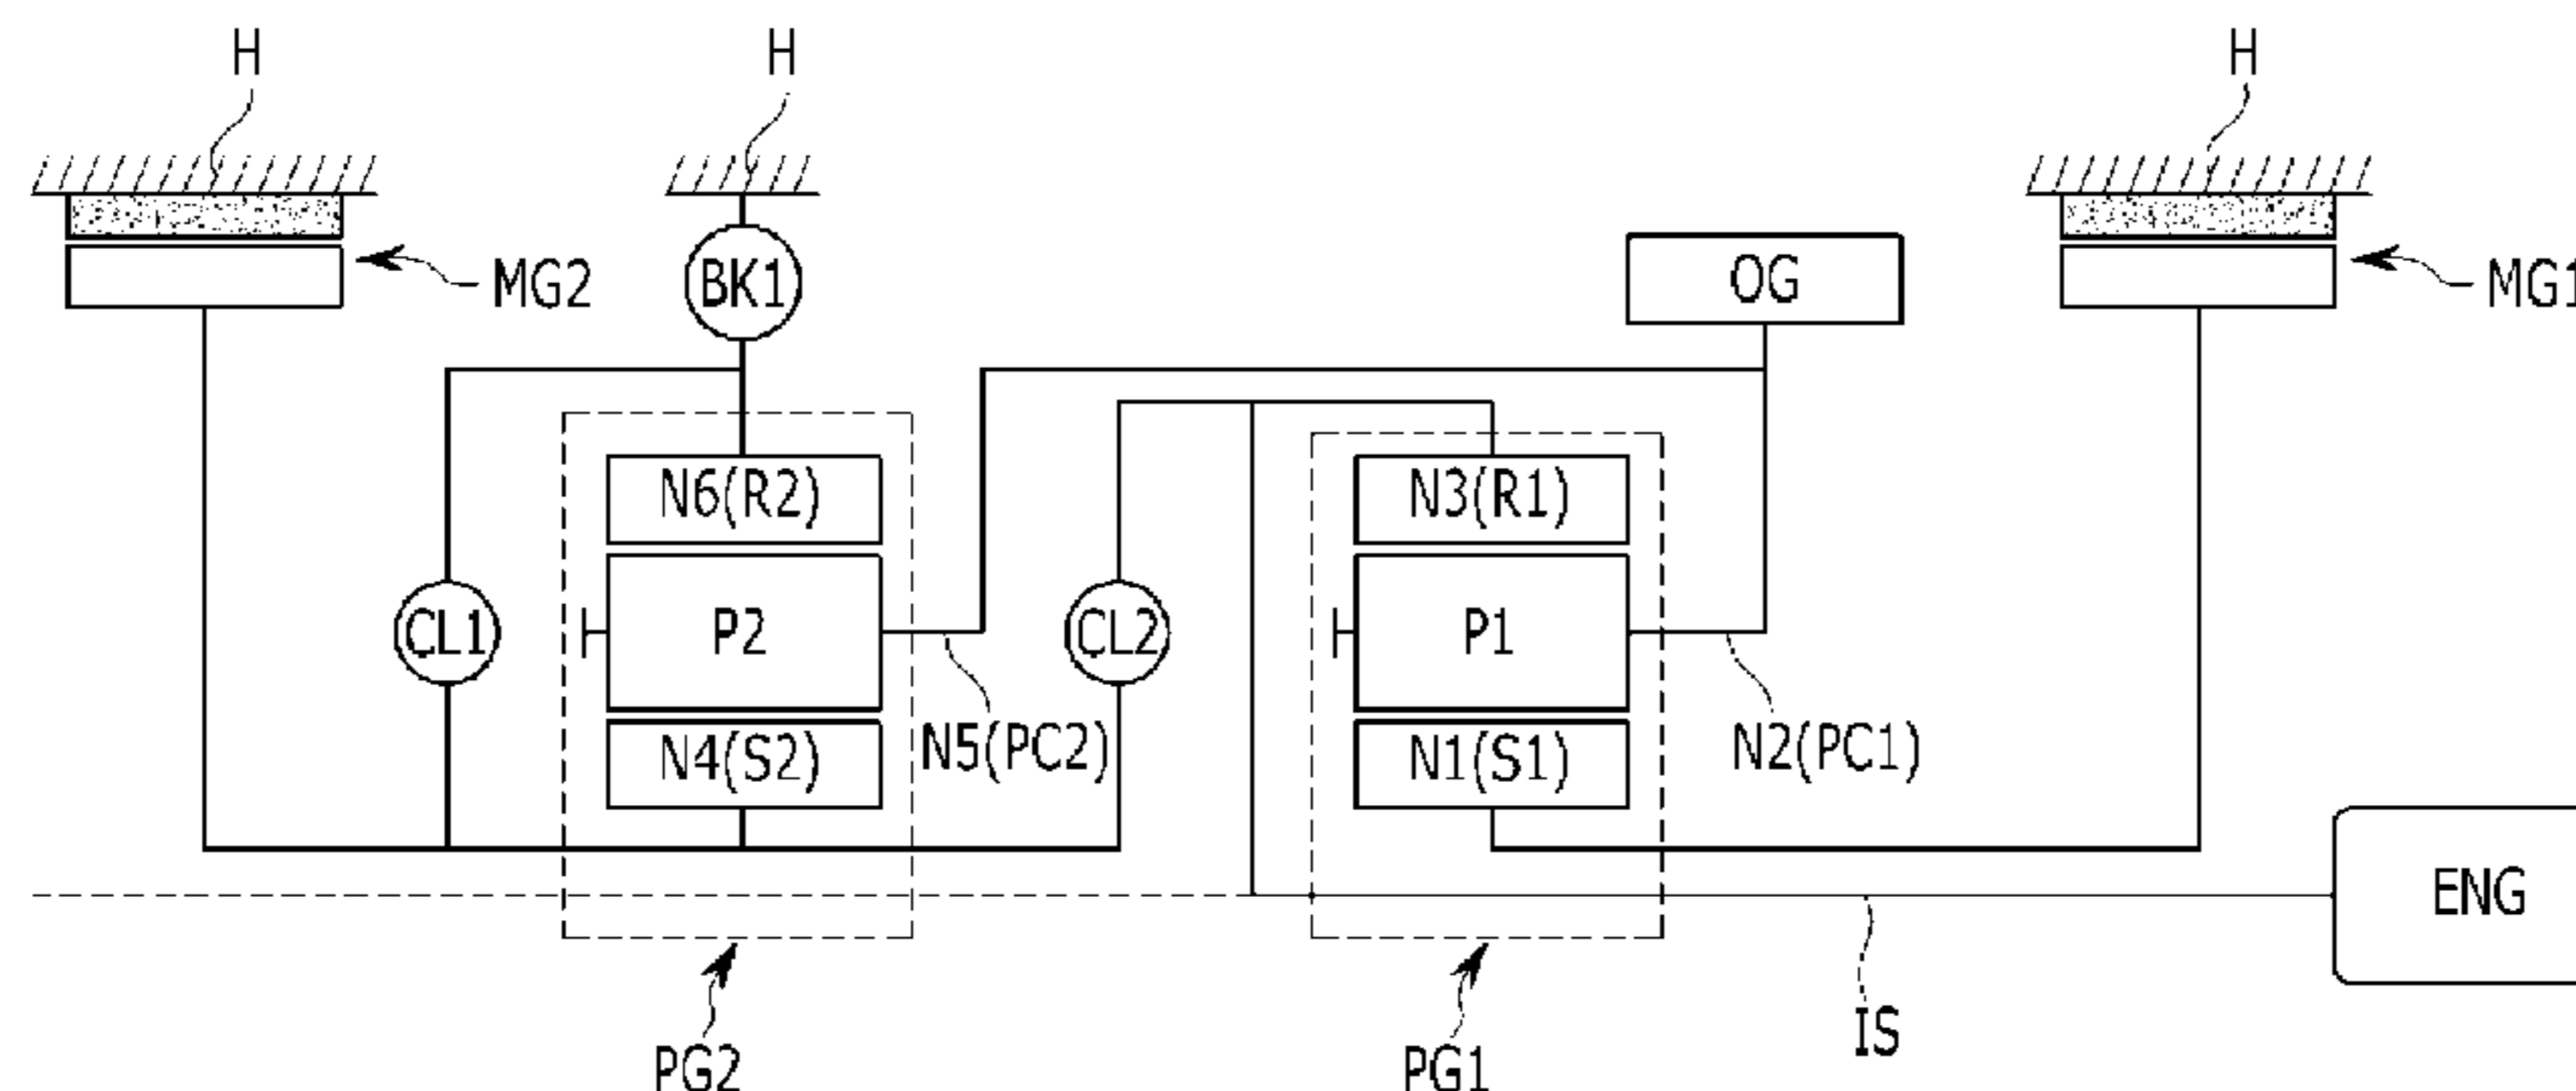 H H H
MG2 BK1 OG MG1
N6(R2) N3(R1)
CL1 P2 CL2 P1
N4(S2) N5(PC2) N1(S1) N2(PC1)
ENG
IS
PG2 PG1